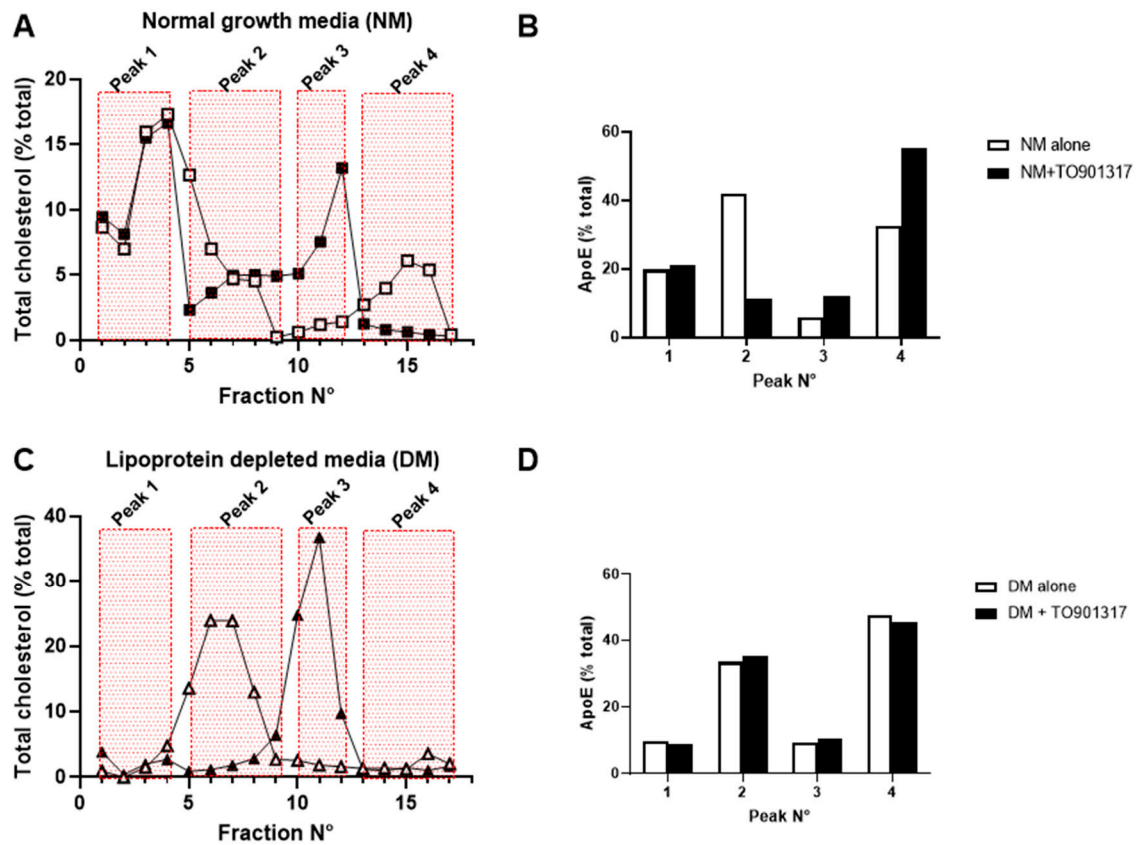 A
Normal growth media (NM)
Peak 1
Peak 2
Peak 3
Peak 4
Total cholesterol (% total)
20
15
10
5
0
0 5 10 15
Fraction N°
B
ApoE (% total)
60
40
20
0
1 2 3 4
Peak N°
NM alone
NM+TO901317
C
Lipoprotein depleted media (DM)
Peak 1
Peak 2
Peak 3
Peak 4
Total cholesterol (% total)
40
30
20
10
0
0 5 10 15
Fraction N°
D
ApoE (% total)
60
40
20
0
1 2 3 4
Peak N°
DM alone
DM + TO901317